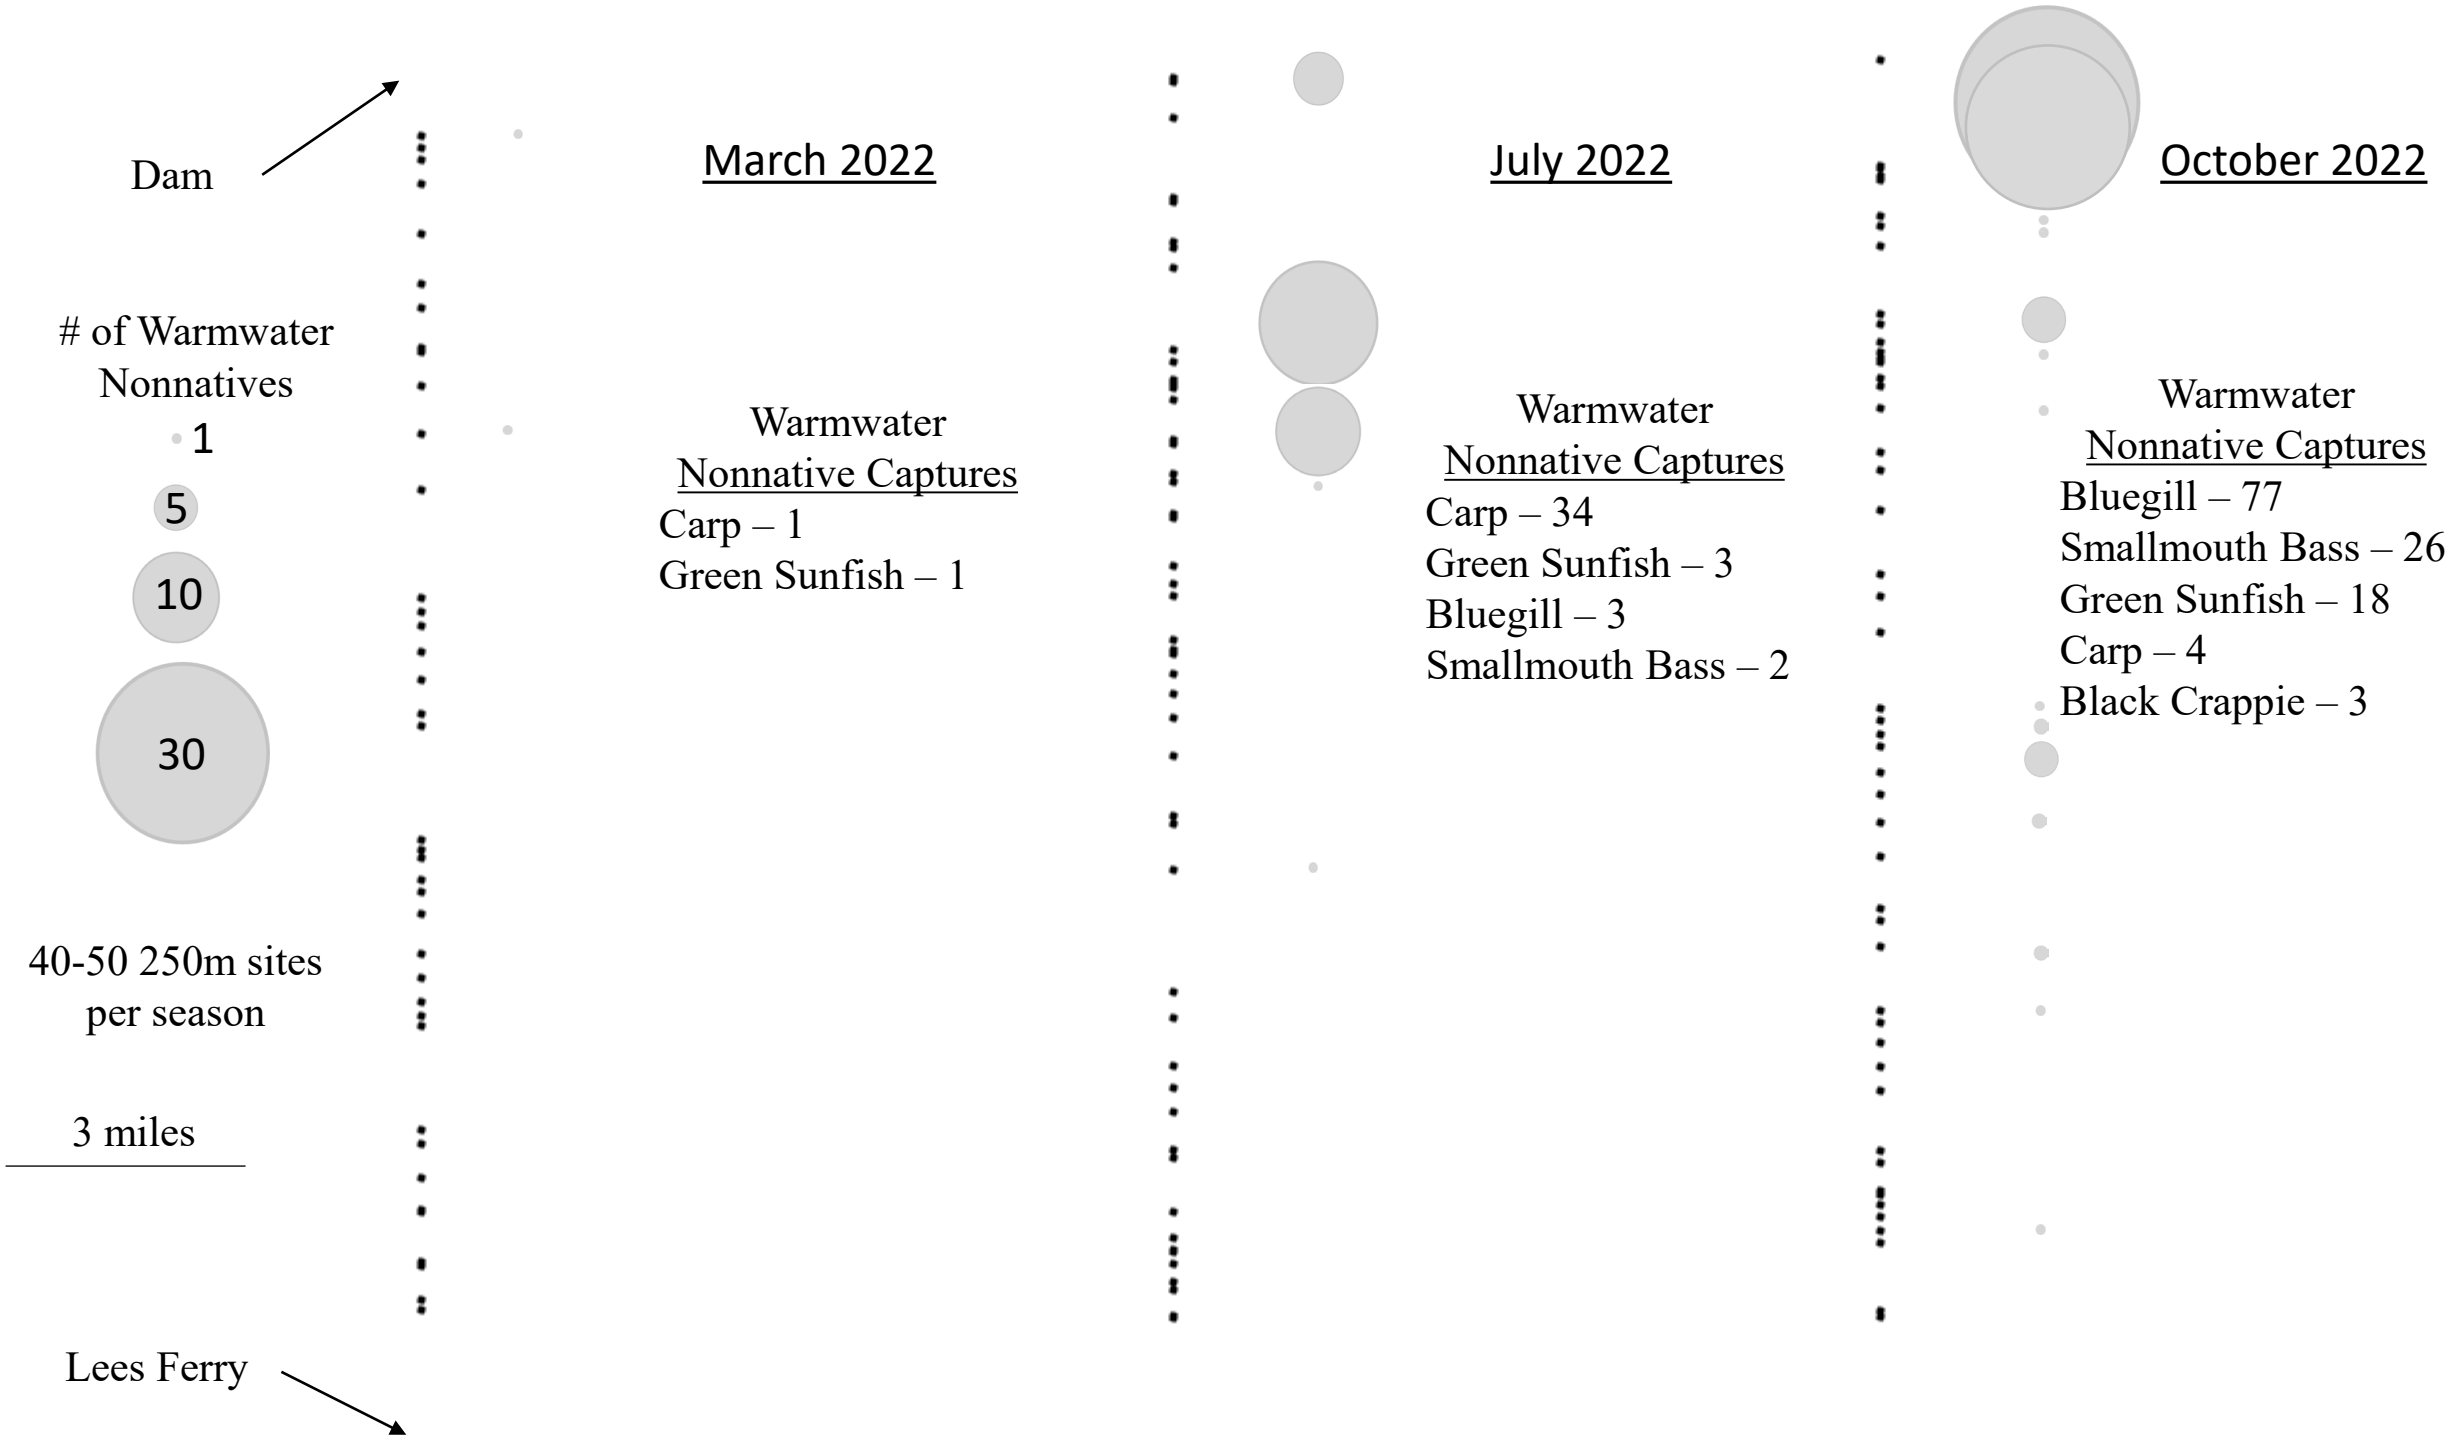 Dam
# of Warmwater
Nonnatives
1
5
10
30
40-50 250m sites
per season
3 miles
Lees Ferry
March 2022
Warmwater
Nonnative Captures
Carp – 1
Green Sunfish – 1
July 2022
Warmwater
Nonnative Captures
Carp – 34
Green Sunfish – 3
Bluegill – 3
Smallmouth Bass – 2
October 2022
Warmwater
Nonnative Captures
Bluegill – 77
Smallmouth Bass – 26
Green Sunfish – 18
Carp – 4
Black Crappie – 3